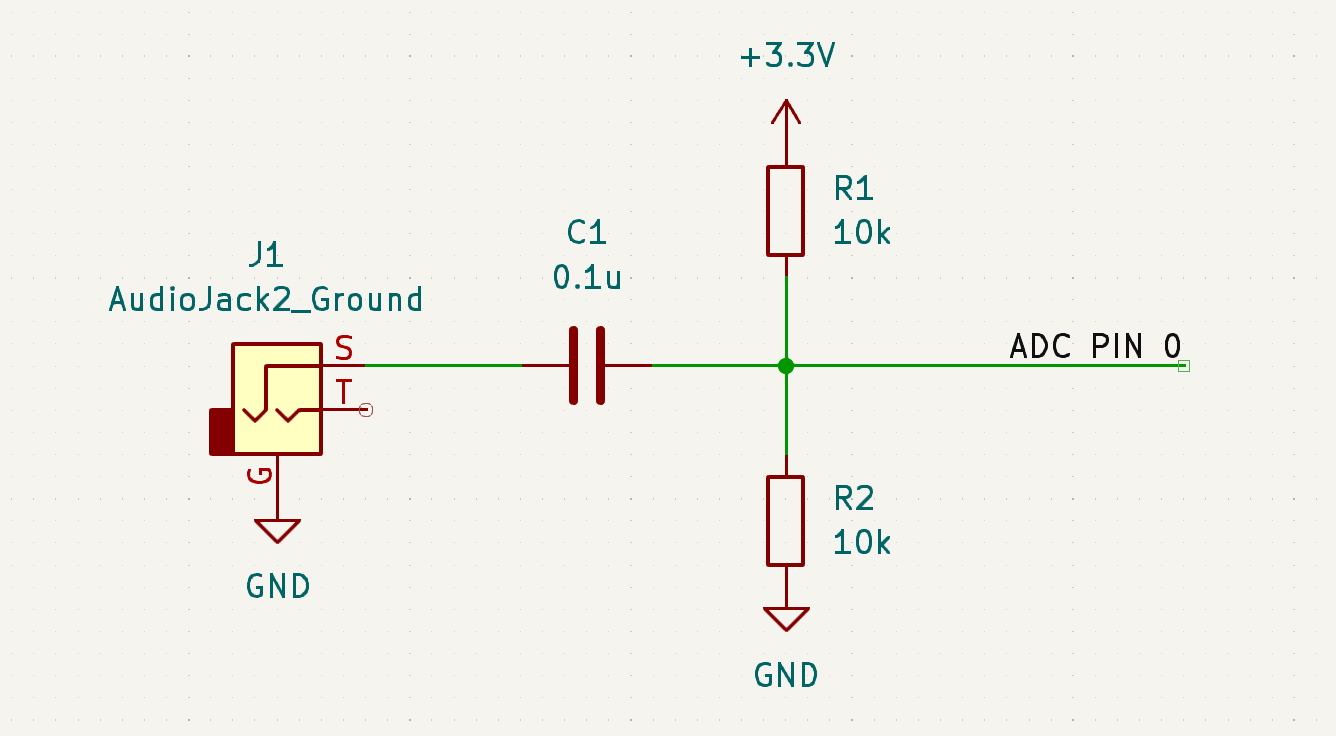 +3.3V
R1
10k
C1
0.1u
J1
AudioJack2_Ground
S
T
G
GND
ADC PIN 0
R2
10k
GND